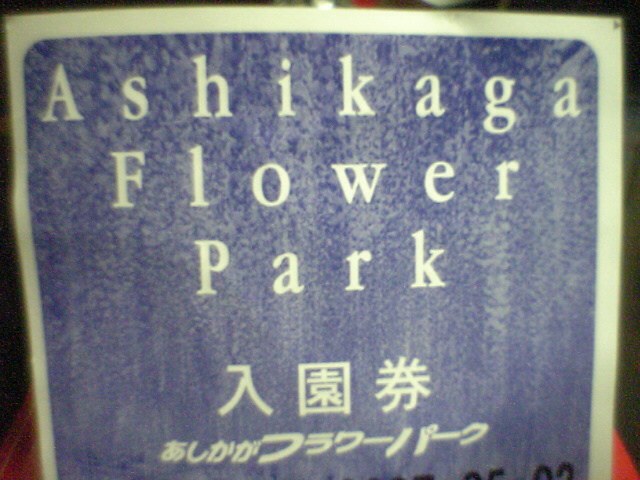 Ashikaga
Flower
Park
入園券
あしかがフラワーパーク